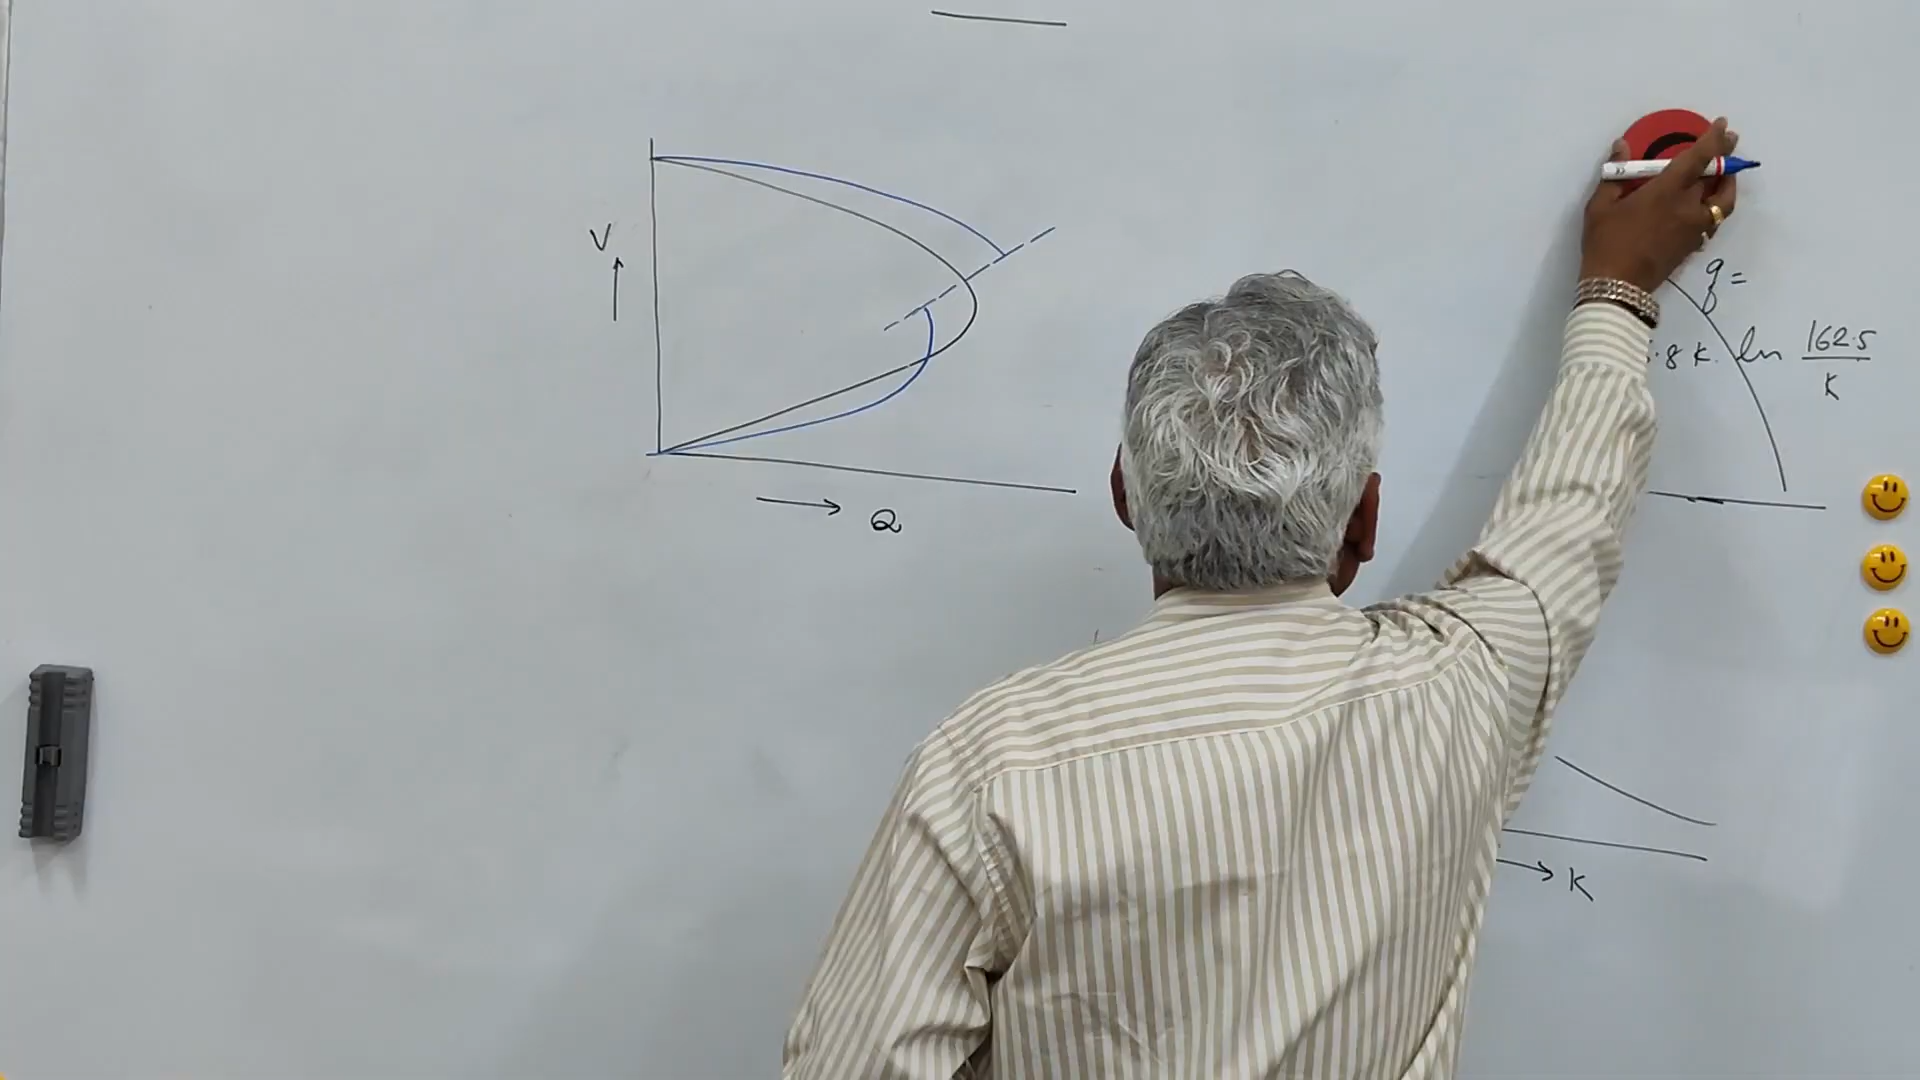 V
Q
q =
.8 K. ln 162.5 / K
K